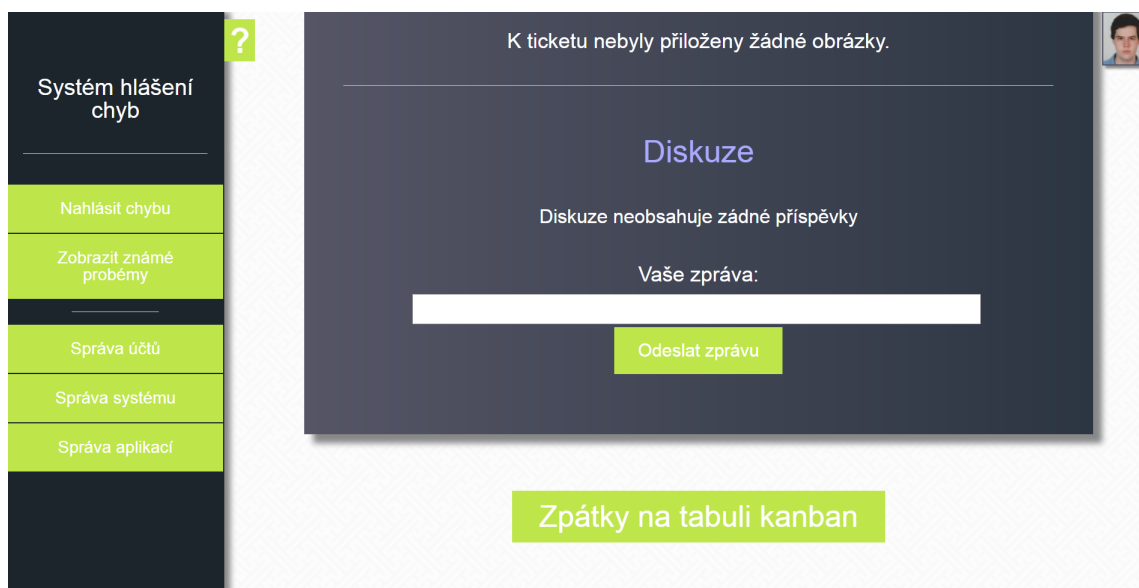 Systém hlášení
chyb
Nahlásit chybu
Zobrazit známé
probémy
Správa účtů
Správa systému
Správa aplikací
?
K ticketu nebyly přiloženy žádné obrázky.
Diskuze
Diskuze neobsahuje zádné příspěvky
Vaše zpráva:
Odeslat zprávu
Zpátky na tabuli kanban